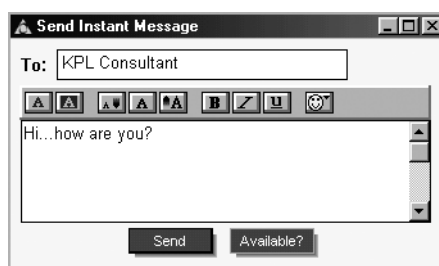 Send Instant Message
To: KPL Consultant
A A A A A B I U
Hi...how are you?
Send Available?